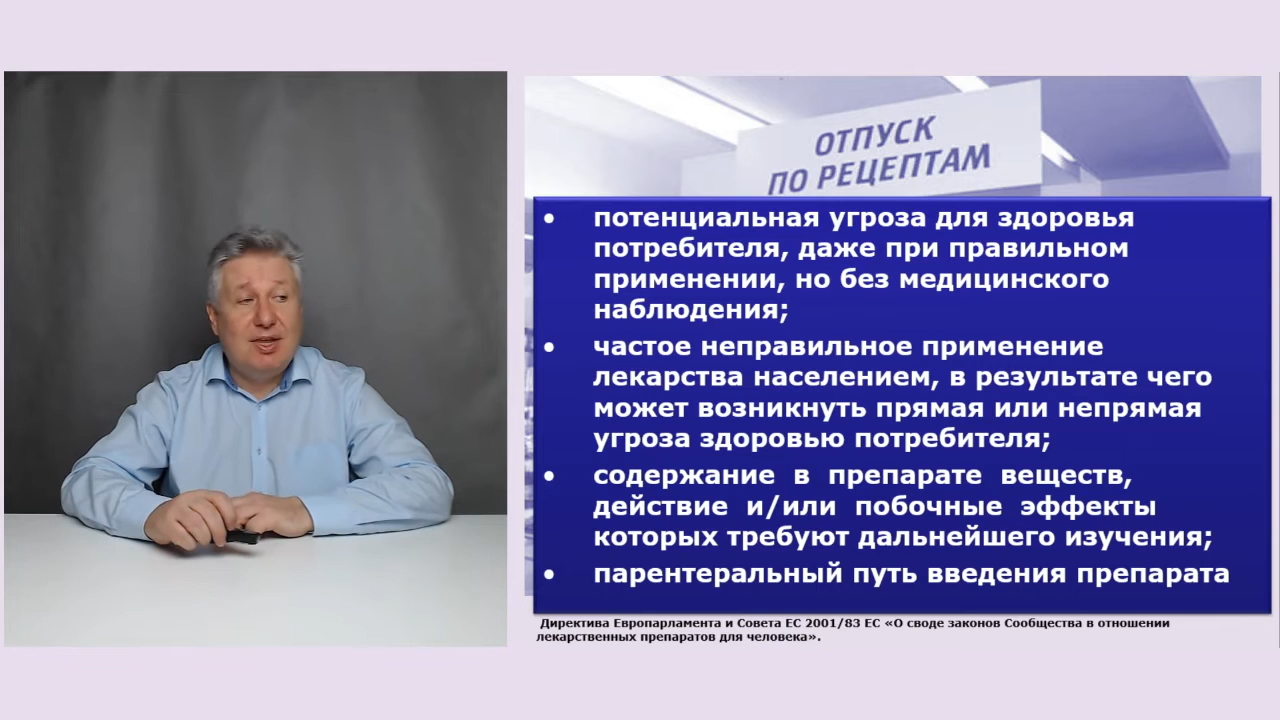 ОТПУСК
ПО РЕЦЕПТАМ
• потенциальная угроза для здоровья
потребителя, даже при правильном
применении, но без медицинского
наблюдения;
• частое неправильное применение
лекарства населением, в результате чего
может возникнуть прямая или непрямая
угроза здоровью потребителя;
• содержание в препарате веществ,
действие и/или побочные эффекты
которых требуют дальнейшего изучения;
• парентеральный путь введения препарата
Директива Европарламента и Совета ЕС 2001/83 ЕС «О своде законов Сообщества в отношении
лекарственных препаратов для человека».